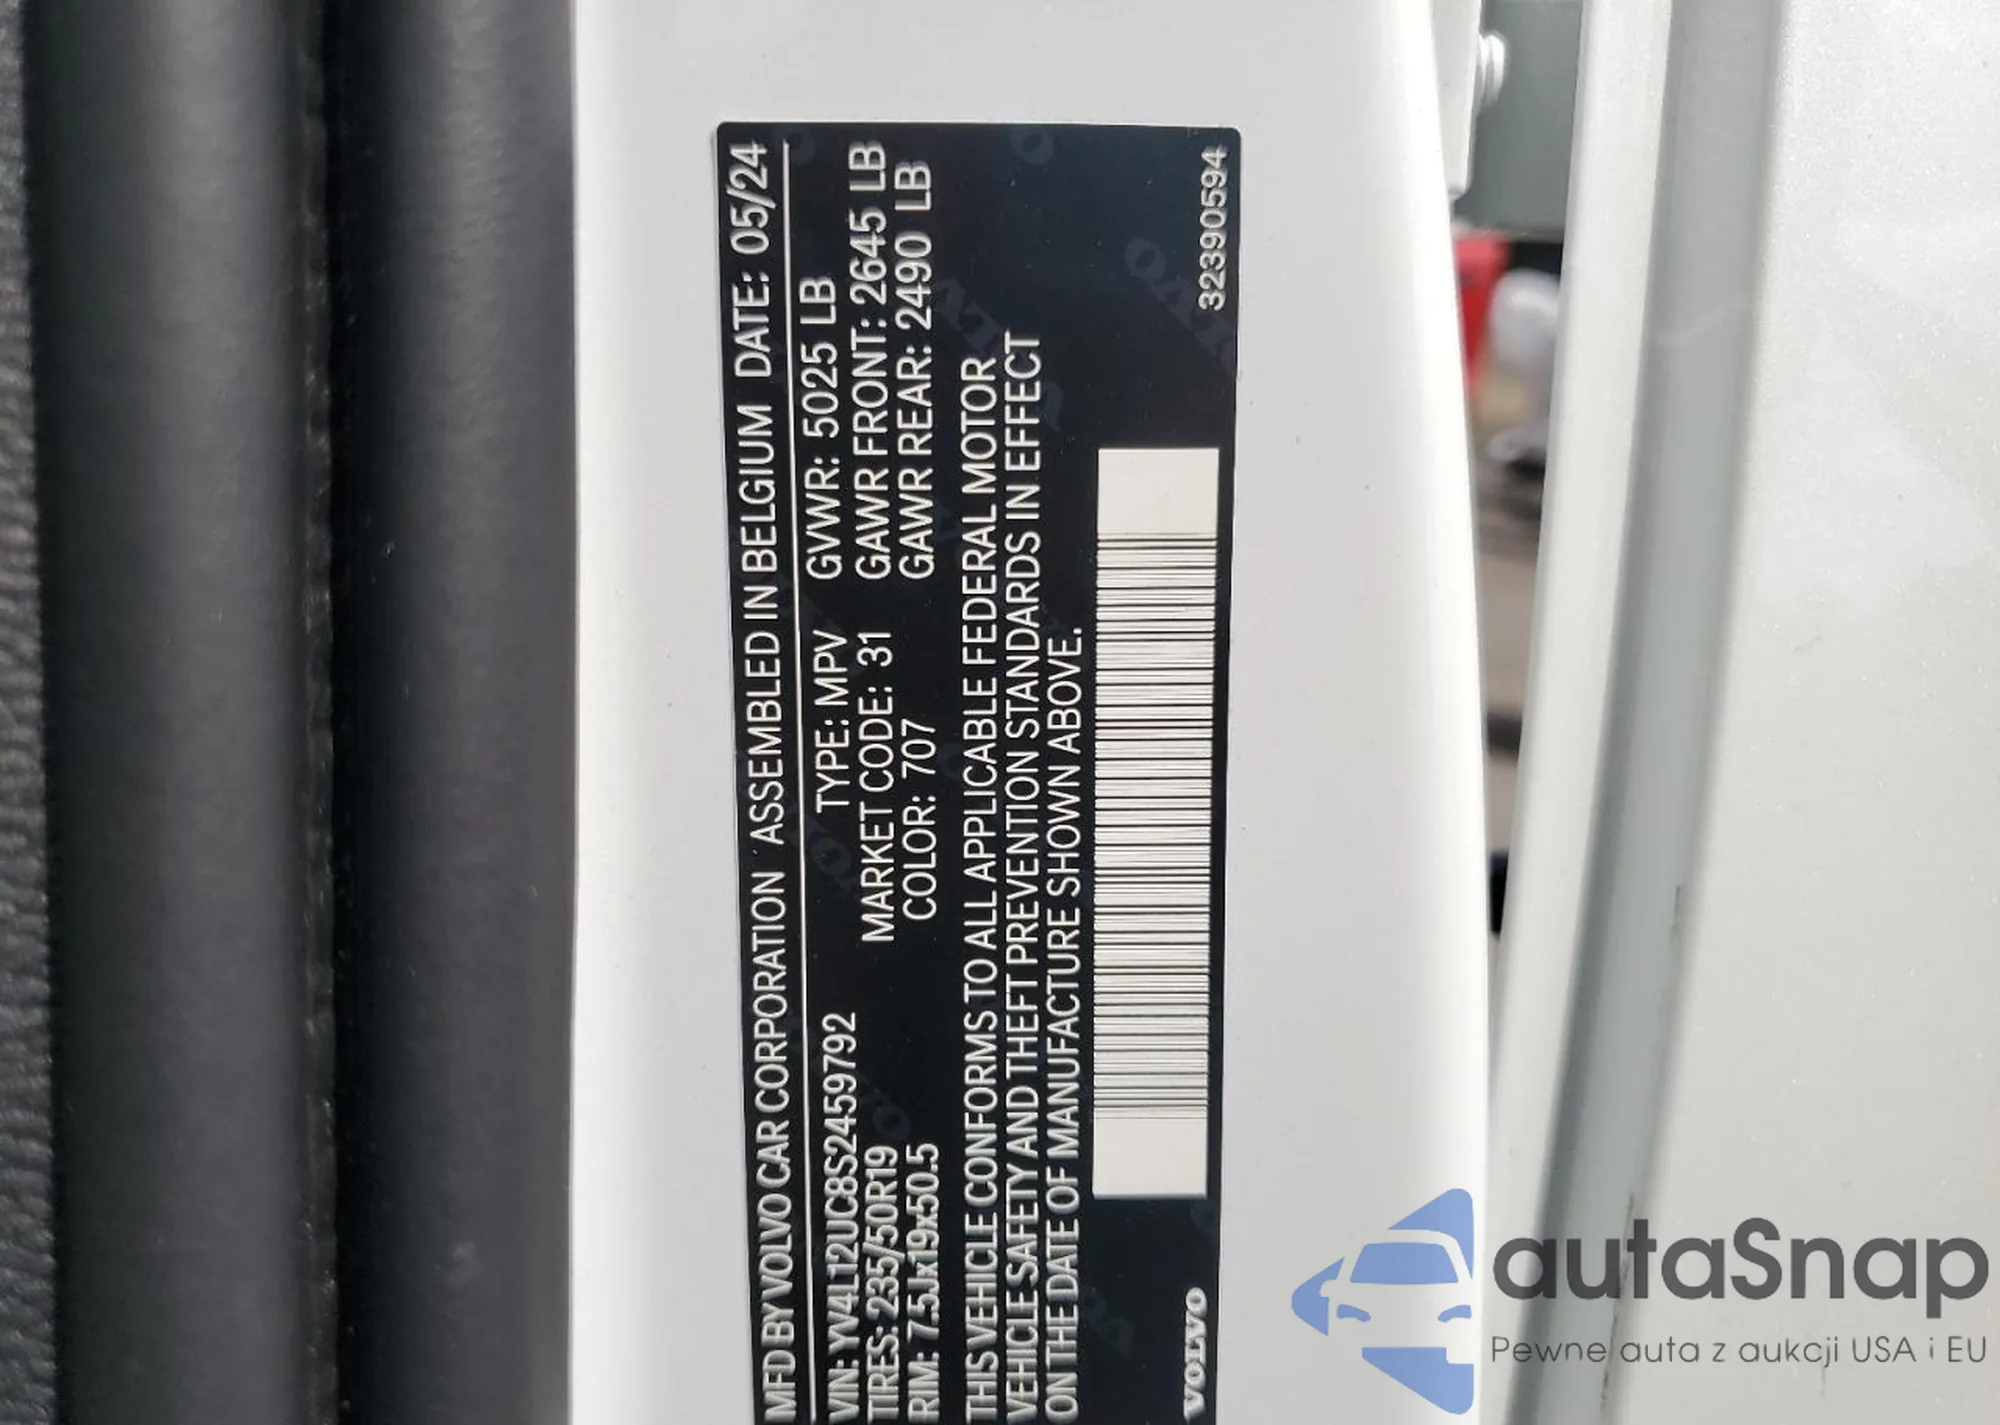 MFD BY VOLVO CAR CORPORATION ASSEMBLED IN BELGIUM DATE: 05/24
VIN: YV4L12UC8S2459792 TYPE: MPV GVWR: 5025 LB
TIRES: 235/50R19 MARKET CODE: 31 GAWR FRONT: 2645 LB
RIM: 7.5Jx19x50.5 COLOR: 707 GAWR REAR: 2490 LB
THIS VEHICLE CONFORMS TO ALL APPLICABLE FEDERAL MOTOR
VEHICLE SAFETY AND THEFT PREVENTION STANDARDS IN EFFECT
ON THE DATE OF MANUFACTURE SHOWN ABOVE.
VOLVO 32390594
autaSnap
Pewne auta z aukcji USA i EU